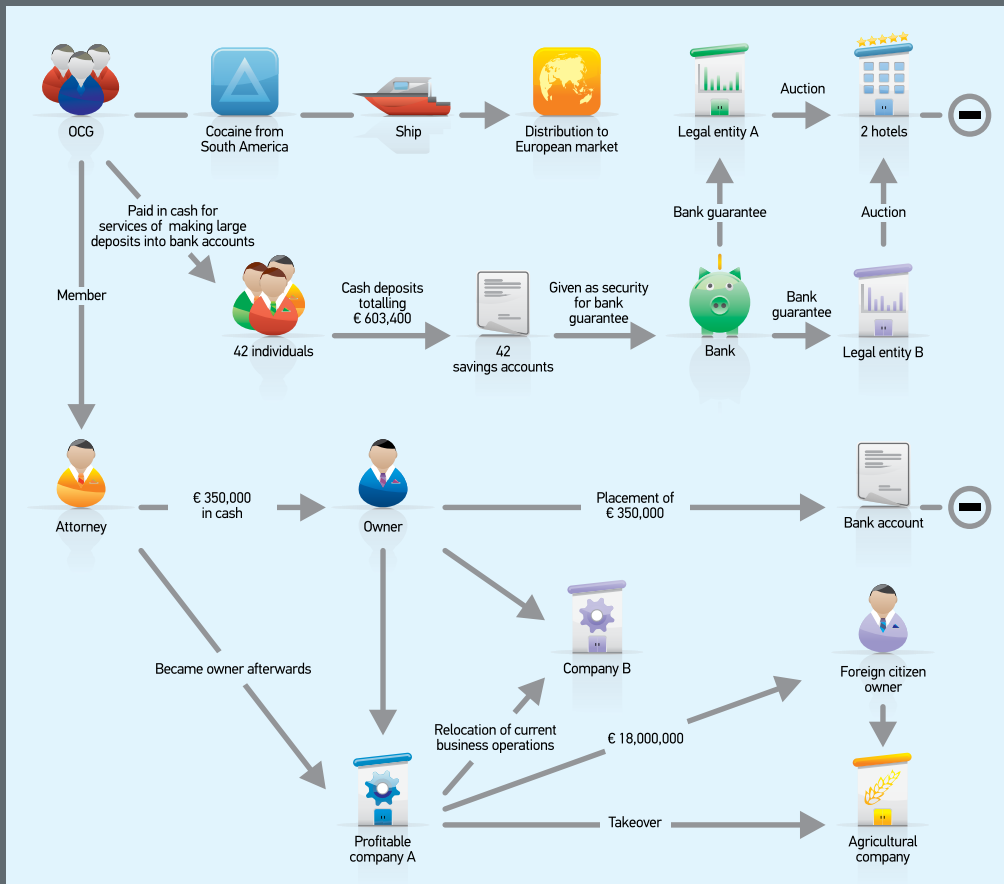 OCG
Cocaine from
South America
Ship
Distribution to
European market
Legal entity A
Auction
2 hotels
Paid in cash for
services of making large
deposits into bank accounts
Bank guarantee
Auction
Member
42 individuals
Cash deposits
totalling
€ 603,400
42
savings accounts
Given as security
for bank
guarantee
Bank
Bank
guarantee
Legal entity B
Attorney
€ 350,000
in cash
Owner
Placement of
€ 350,000
Bank account
Became owner afterwards
Company B
Foreign citizen
owner
Relocation of current
business operations
€ 18,000,000
Profitable
company A
Takeover
Agricultural
company